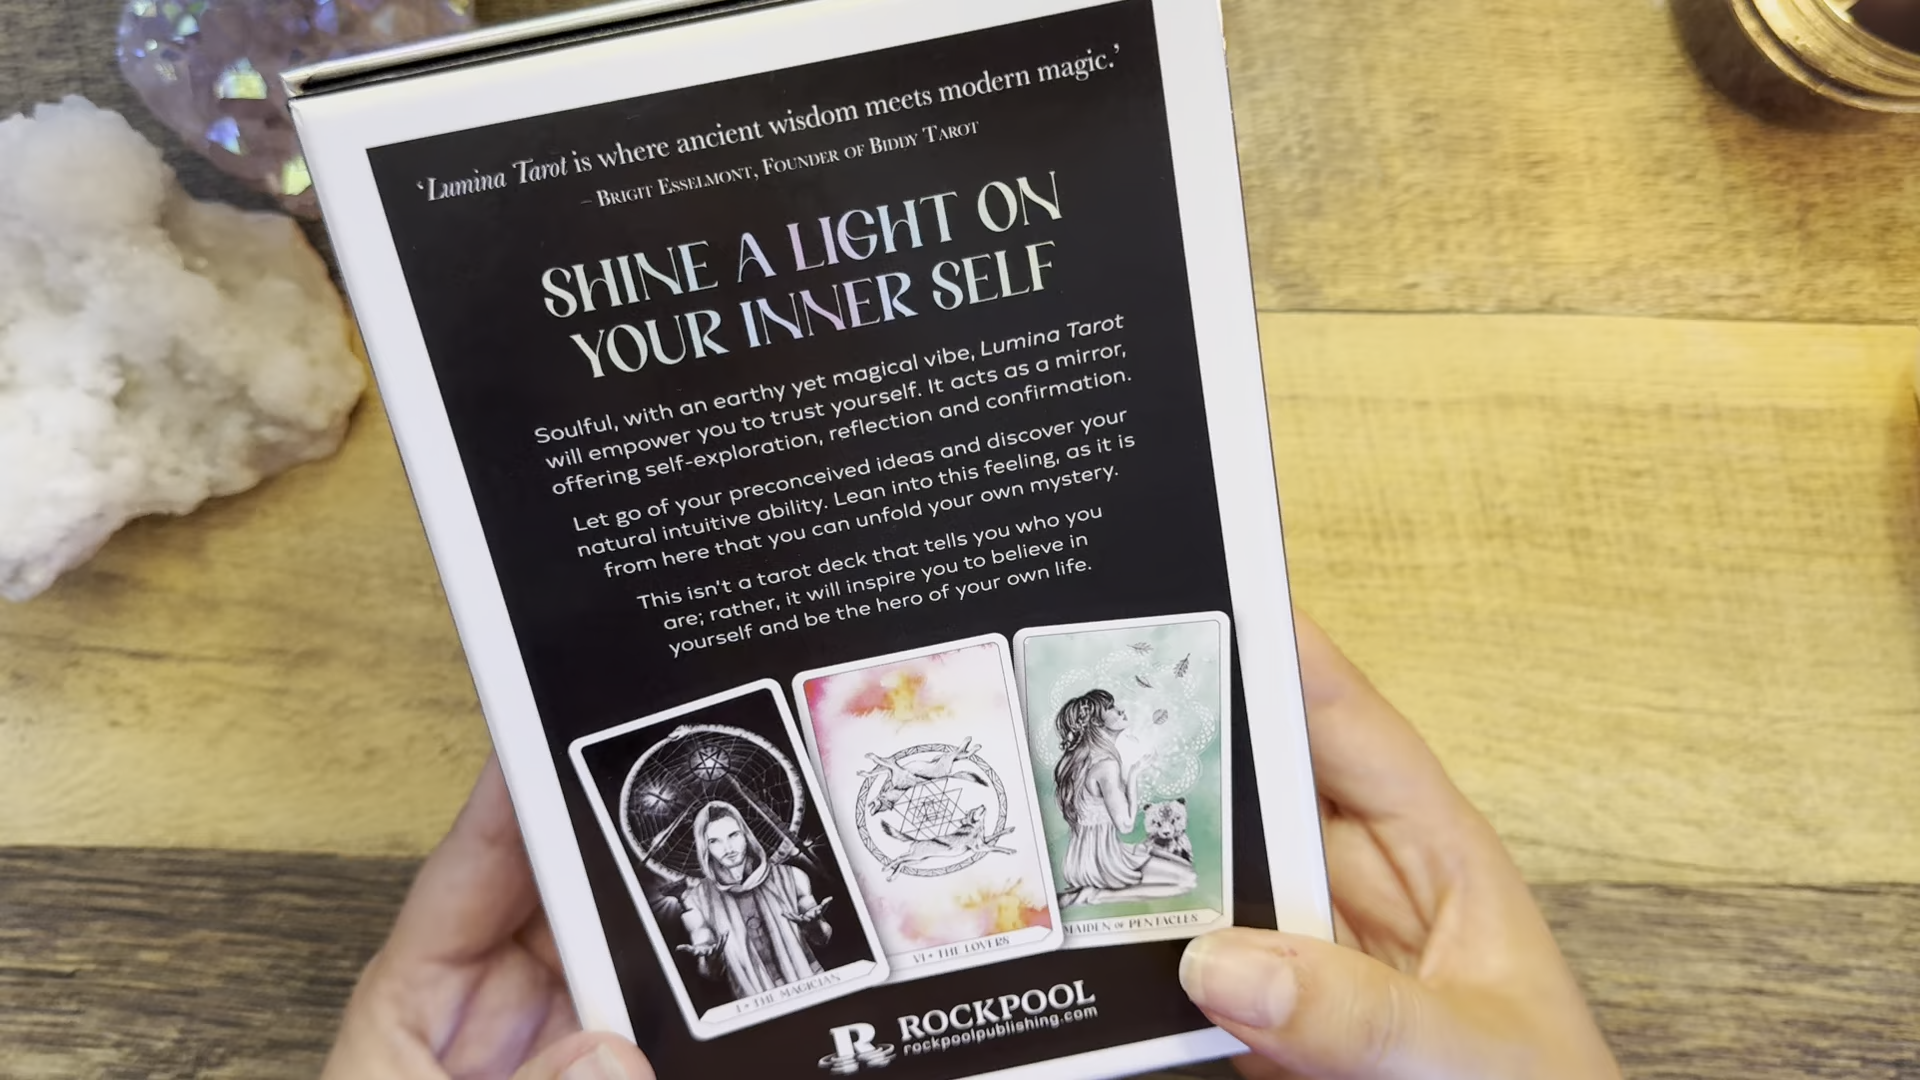 ‘Lumina Tarot is where ancient wisdom meets modern magic.’
– BRIGIT ESSELMONT, FOUNDER OF BIDDY TAROT
SHINE A LIGHT ON
YOUR INNER SELF
Soulful, with an earthy yet magical vibe, Lumina Tarot
will empower you to trust yourself. It acts as a mirror,
offering self-exploration, reflection and confirmation.
Let go of your preconceived ideas and discover your
natural intuitive ability. Lean into this feeling, as it is
from here that you can unfold your own mystery.
This isn't a tarot deck that tells you who you
are; rather, it will inspire you to believe in
yourself and be the hero of your own life.
I • THE MAGICIAN
VI • THE LOVERS
MAIDEN OF PENTACLES
R ROCKPOOL
rockpoolpublishing.com